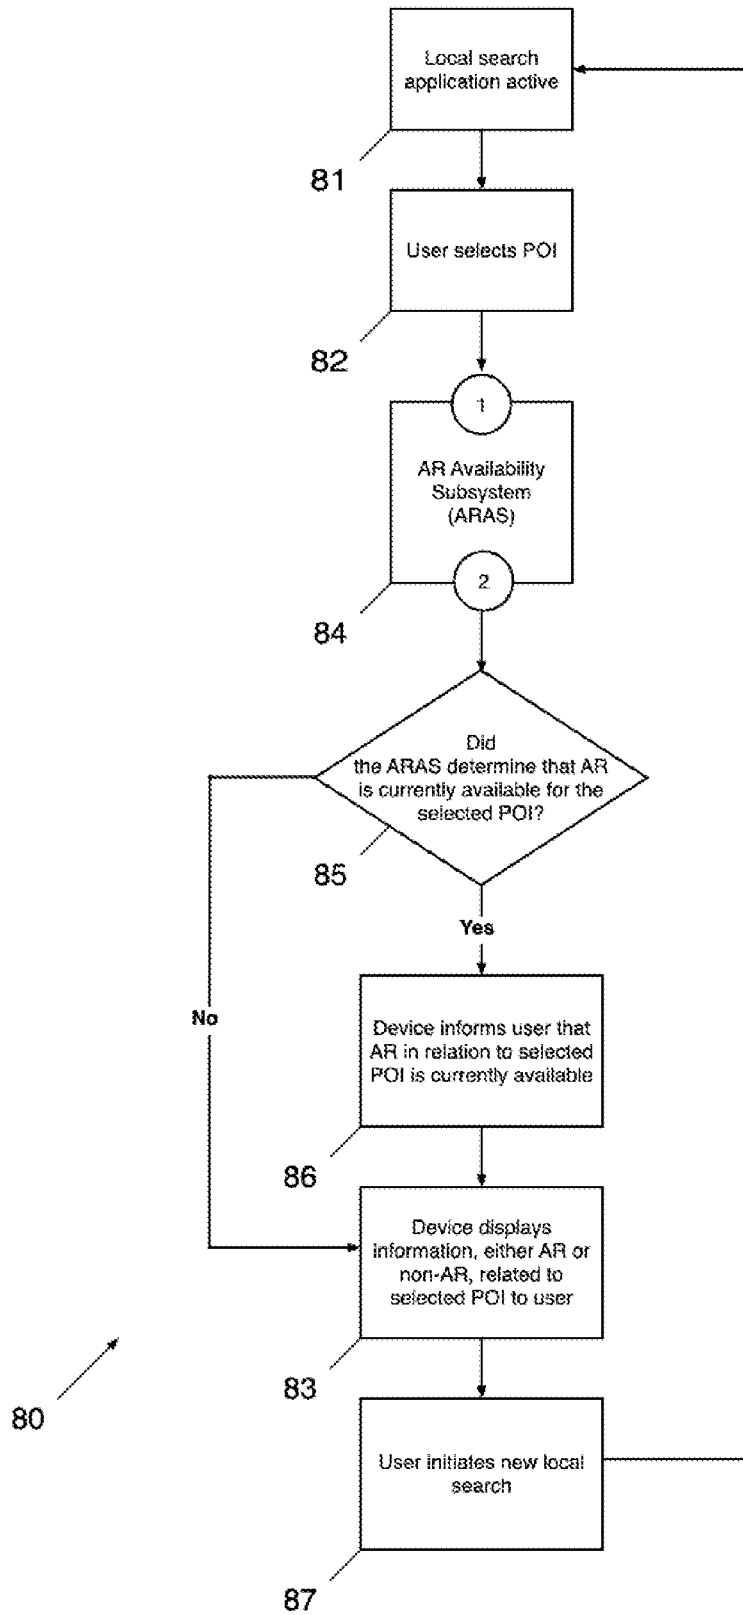 Local search
application active
81
User selects POI
82
1
AR Availability
Subsystem
(ARAS)
2
84
Did
the ARAS determine that AR
is currently available for the
selected POI?
85
Yes
No
Device informs user that
AR in relation to selected
POI is currently available
86
Device displays
information, either AR or
non-AR, related to
selected POI to user
83
80
User initiates new local
search
87